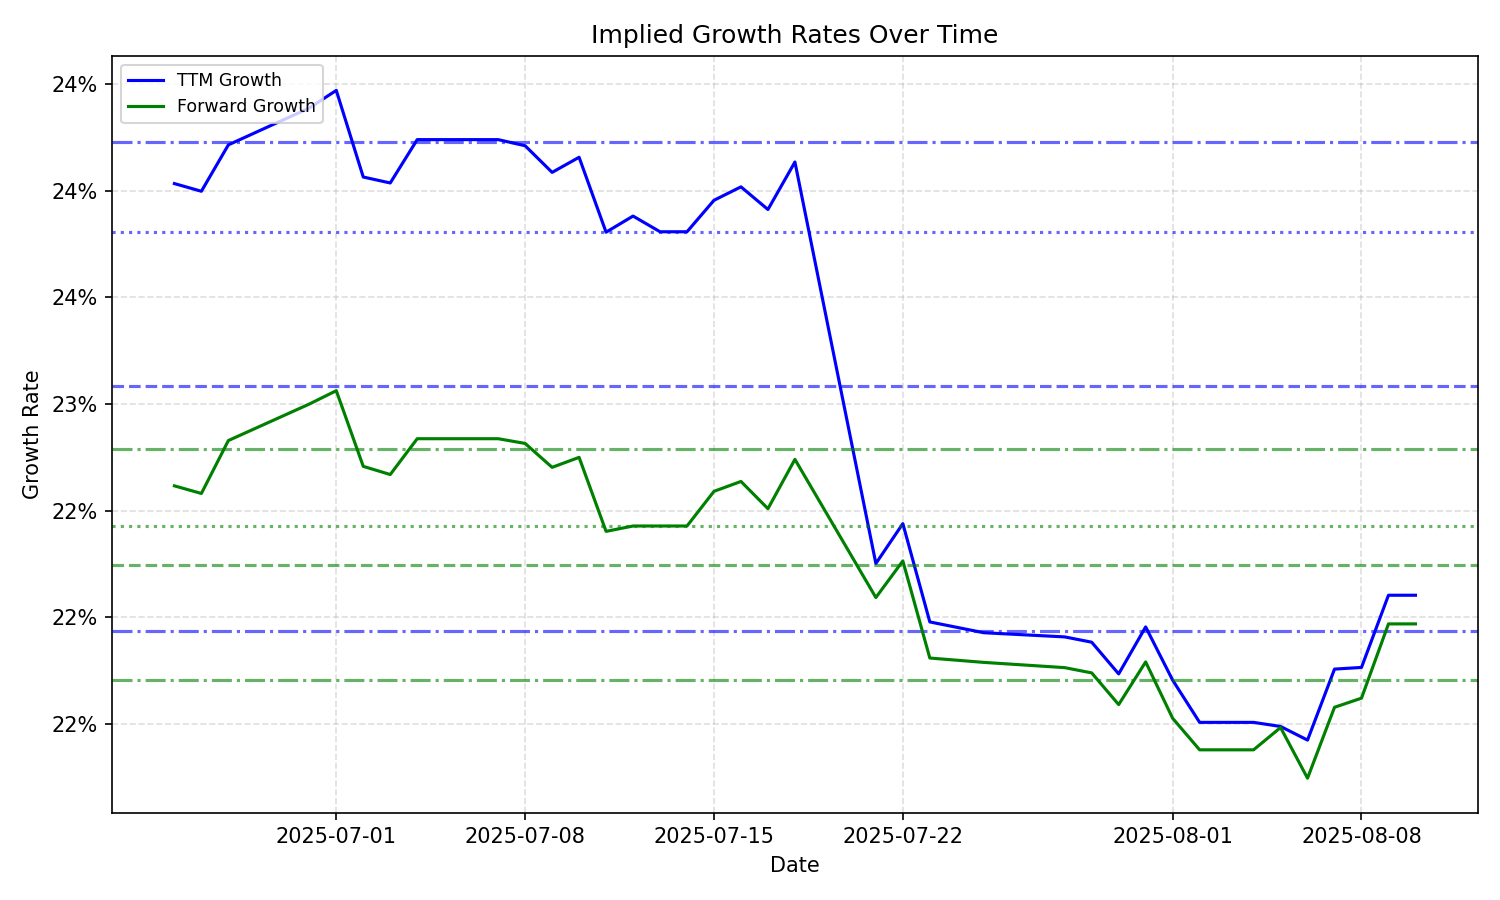 Implied Growth Rates Over Time
TTM Growth
Forward Growth
24%
24%
24%
23%
22%
22%
22%
Growth Rate
2025-07-01
2025-07-08
2025-07-15
2025-07-22
2025-08-01
2025-08-08
Date